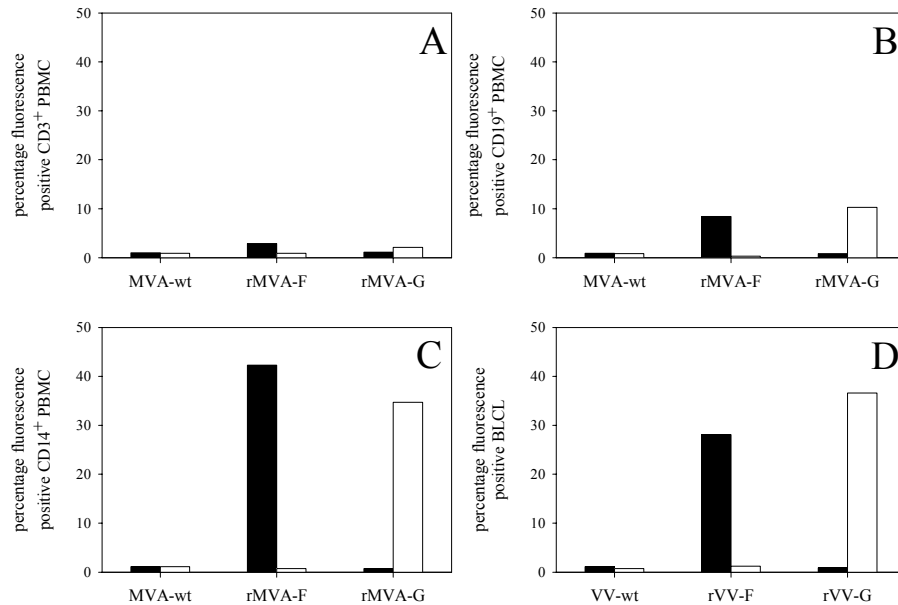 A
percentage fluorescence
positive CD3+ PBMC
50
40
30
20
10
0
MVA-wt rMVA-F rMVA-G
B
percentage fluorescence
positive CD19+ PBMC
50
40
30
20
10
0
MVA-wt rMVA-F rMVA-G
C
percentage fluorescence
positive CD14+ PBMC
50
40
30
20
10
0
MVA-wt rMVA-F rMVA-G
D
percentage fluorescence
positive BLCL
50
40
30
20
10
0
VV-wt rVV-F rVV-G